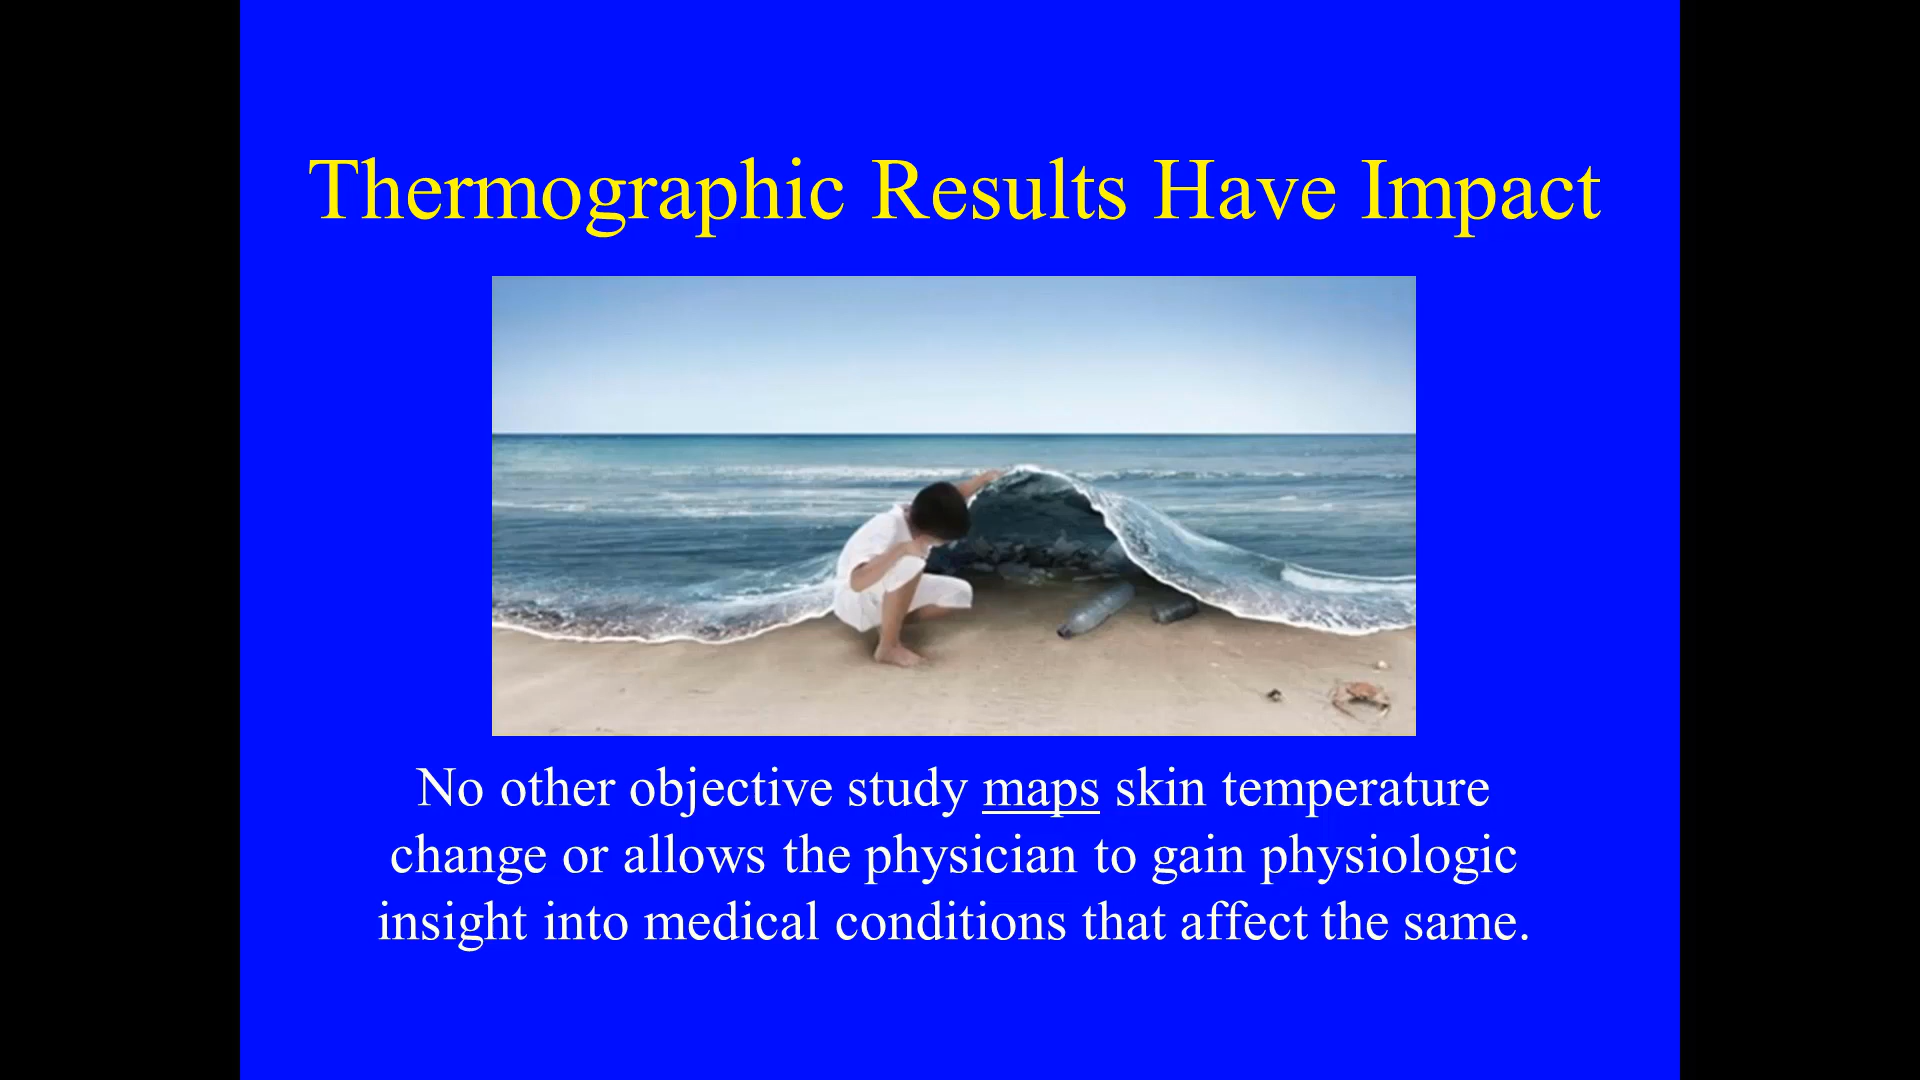 Thermographic Results Have Impact
No other objective study maps skin temperature
change or allows the physician to gain physiologic
insight into medical conditions that affect the same.